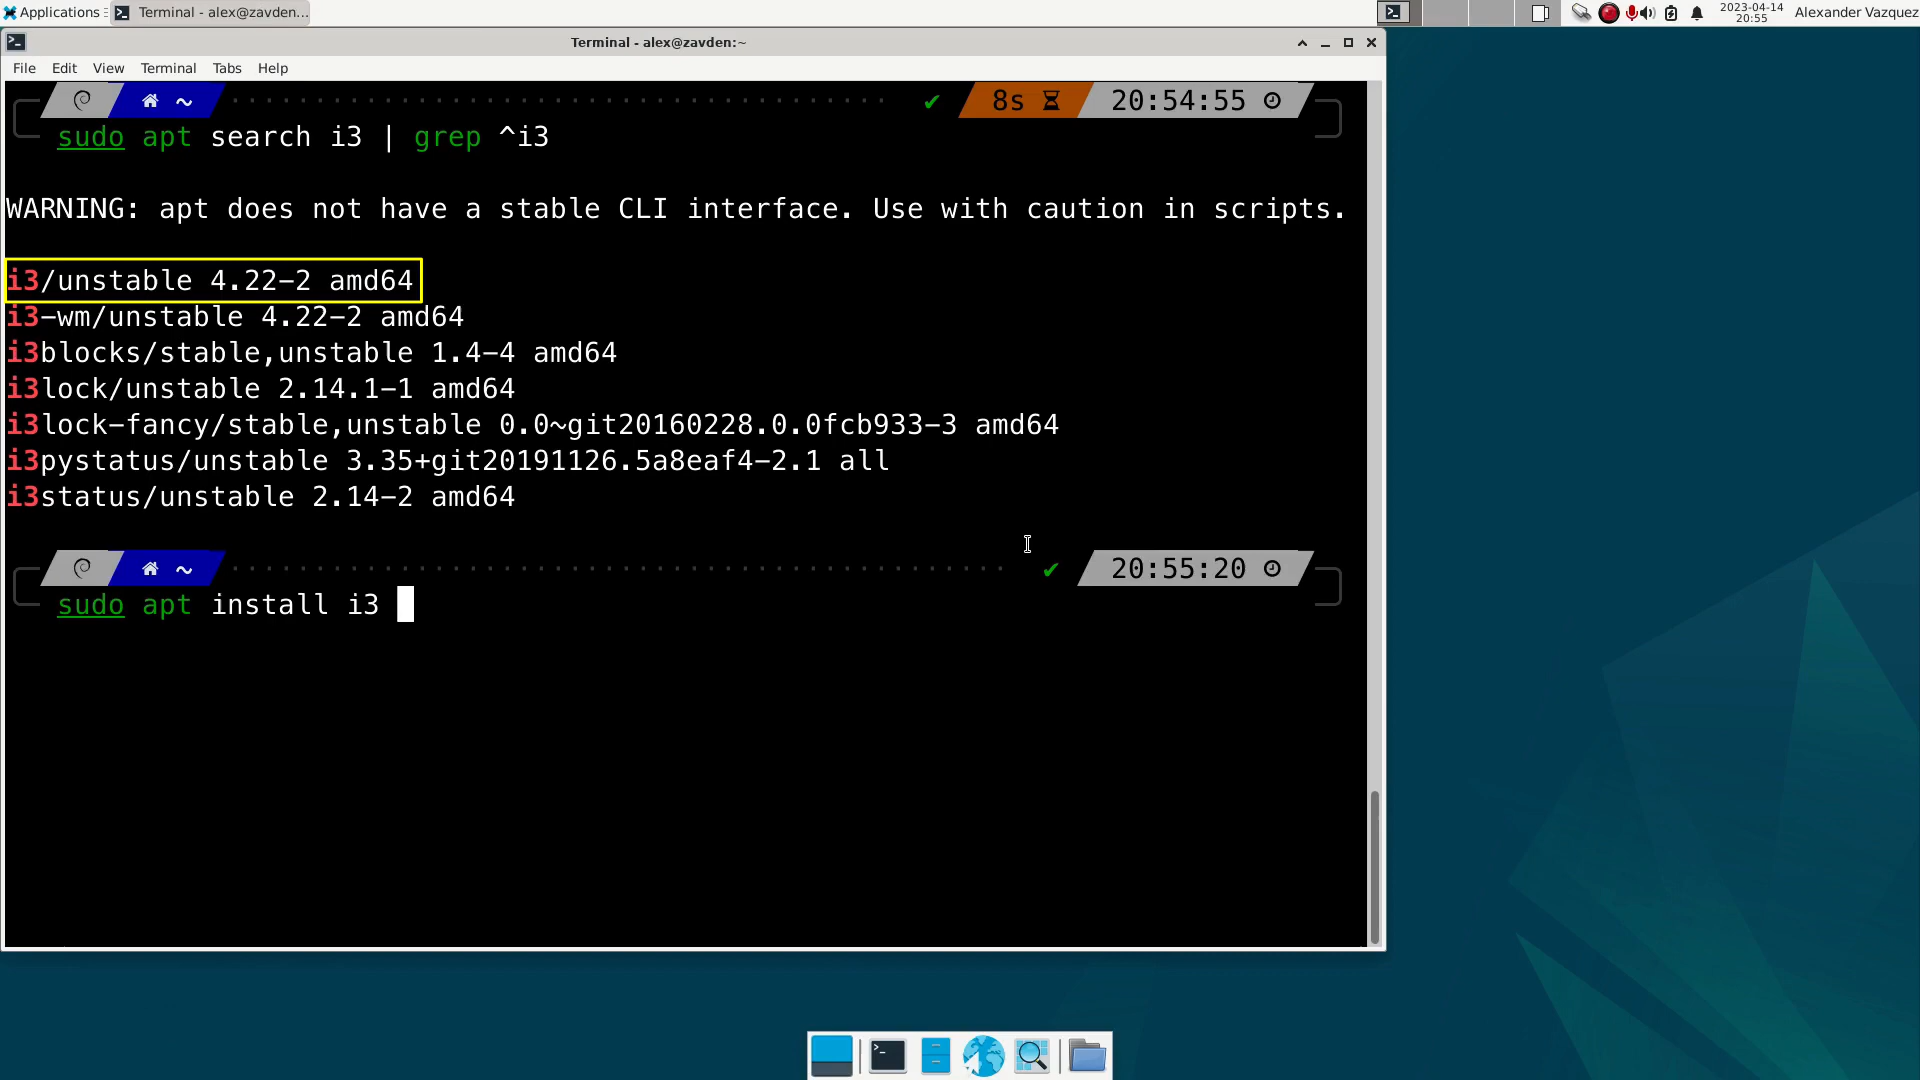 Applications
Terminal - alex@zavden...
2023-04-14
20:55
Alexander Vazquez
Terminal - alex@zavden:~
File Edit View Terminal Tabs Help
~ ✔ 8s 20:54:55
sudo apt search i3 | grep ^i3
WARNING: apt does not have a stable CLI interface. Use with caution in scripts.
i3/unstable 4.22-2 amd64
i3-wm/unstable 4.22-2 amd64
i3blocks/stable,unstable 1.4-4 amd64
i3lock/unstable 2.14.1-1 amd64
i3lock-fancy/stable,unstable 0.0~git20160228.0.0fcb933-3 amd64
i3pystatus/unstable 3.35+git20191126.5a8eaf4-2.1 all
i3status/unstable 2.14-2 amd64
~ ✔ 20:55:20
sudo apt install i3